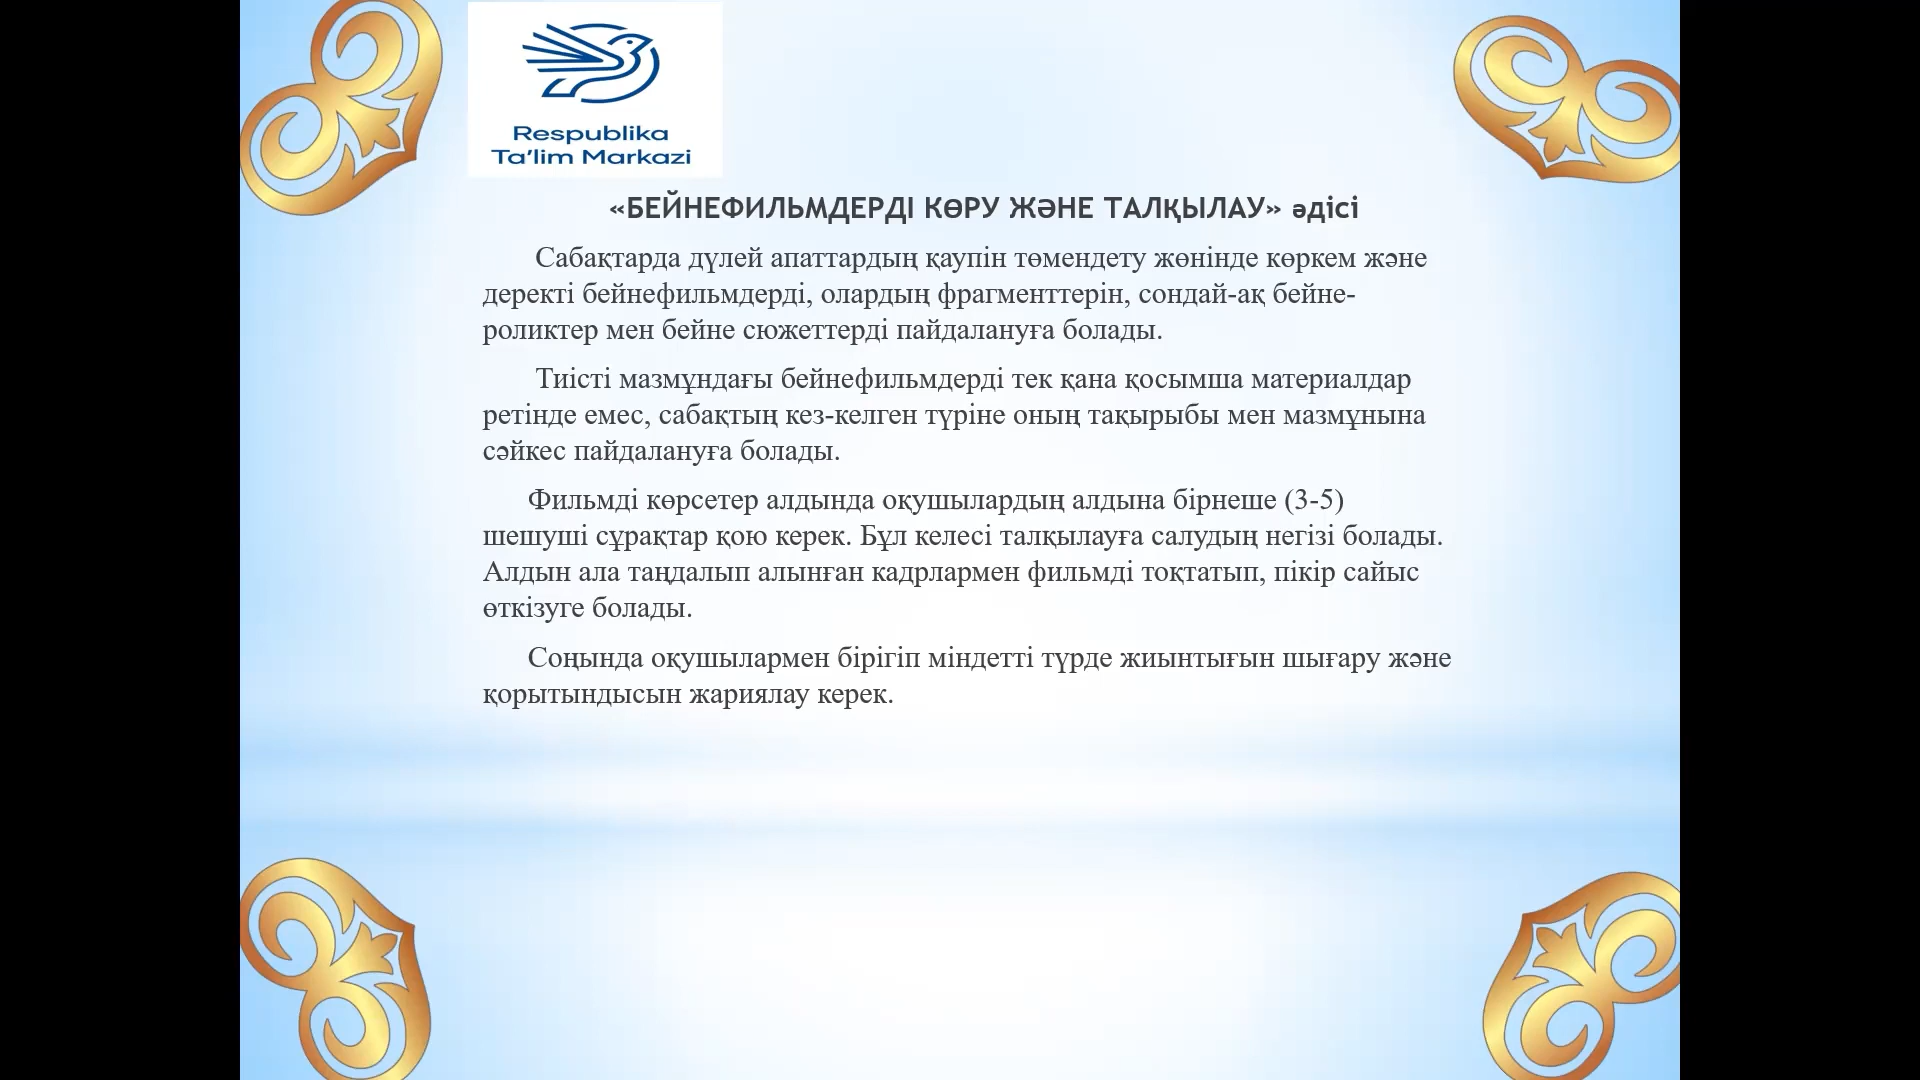 Respublika
Ta’lim Markazi
«БЕЙНЕФИЛЬМДЕРДІ КӨРУ ЖӘНЕ ТАЛҚЫЛАУ» әдісі
Сабақтарда дүлей апаттардың қаупін төмендету жөнінде көркем және
деректі бейнефильмдерді, олардың фрагменттерін, сондай-ақ бейне-
роликтер мен бейне сюжеттерді пайдалануға болады.
Тиісті мазмұндағы бейнефильмдерді тек қана қосымша материалдар
ретінде емес, сабақтың кез-келген түріне оның тақырыбы мен мазмұнына
сәйкес пайдалануға болады.
Фильмді көрсетер алдында оқушылардың алдына бірнеше (3-5)
шешуші сұрақтар қою керек. Бұл келесі талқылауға салудың негізі болады.
Алдын ала таңдалып алынған кадрлармен фильмді тоқтатып, пікір сайыс
өткізуге болады.
Соңында оқушылармен бірігіп міндетті түрде жиынтығын шығару және
қорытындысын жариялау керек.